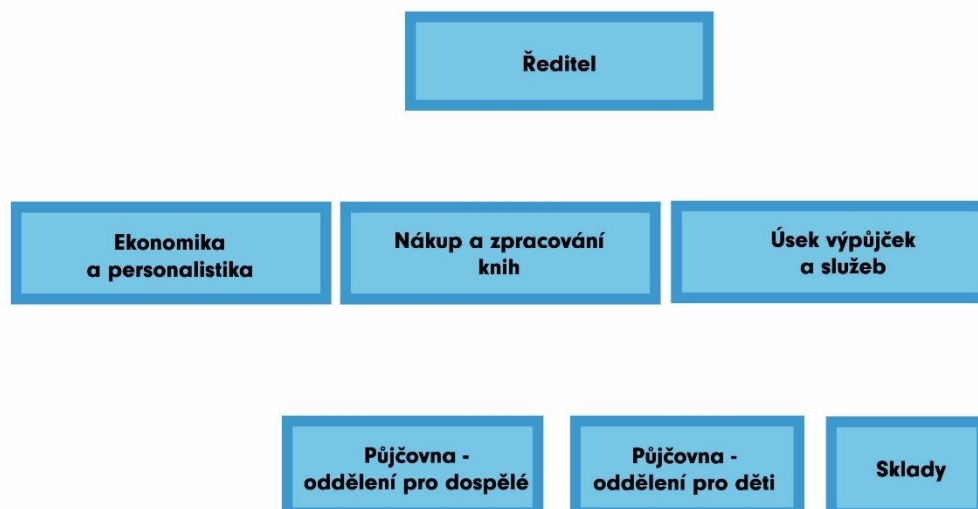 Ředitel
Ekonomika
a personalistika
Nákup a zpracování
knih
Úsek výpůjček
a služeb
Půjčovna -
oddělení pro dospělé
Půjčovna -
oddělení pro děti
Sklady